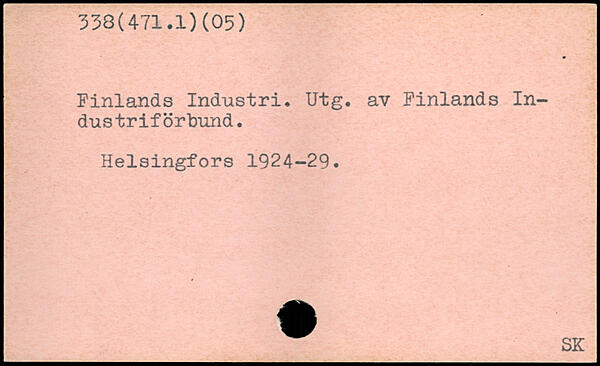 338(471.1)(05)
Finlands Industri. Utg. av Finlands In-
dustriförbund.
Helsingfors 1924-29.
SK